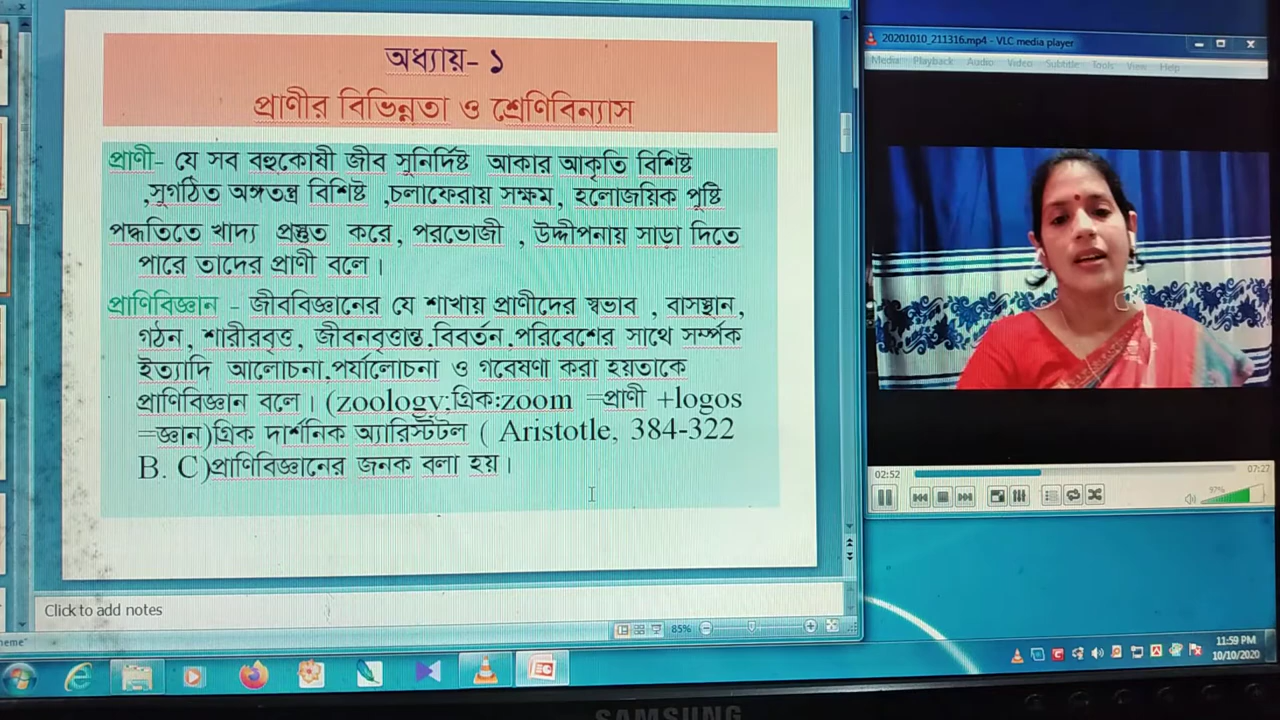 অধ্যায়- ১
প্রাণীর বিভিন্নতা ও শ্রেণিবিন্যাস
প্রাণী- যে সব বহুকোষী জীব সুনির্দিষ্ট আকার আকৃতি বিশিষ্ট
,সুগঠিত অঙ্গতন্ত্র বিশিষ্ট ,চলাফেরায় সক্ষম, হলোজয়িক পুষ্টি
পদ্ধতিতে খাদ্য প্রস্তুত করে, পরভোজী , উদ্দীপনায় সাড়া দিতে
পারে তাদের প্রাণী বলে।
প্রাণিবিজ্ঞান - জীববিজ্ঞানের যে শাখায় প্রাণীদের স্বভাব , বাসস্থান,
গঠন, শারীরবৃত্ত, জীবনবৃত্তান্ত,বিবর্তন,পরিবেশের সাথে সর্ম্পক
ইত্যাদি আলোচনা,পর্যালোচনা ও গবেষণা করা হয়তাকে
প্রাণিবিজ্ঞান বলে। (zoology;গ্রিক:zoom =প্রাণী +logos
=জ্ঞান)গ্রিক দার্শনিক অ্যারিস্টটল ( Aristotle, 384-322
B. C)প্রাণিবিজ্ঞানের জনক বলা হয়।
Click to add notes
85%
20201010_211316.mp4 - VLC media player
Media Playback Audio Video Subtitle Tools View Help
02:52
07:27
97%
11:59 PM
10/10/2020
SAMSUNG